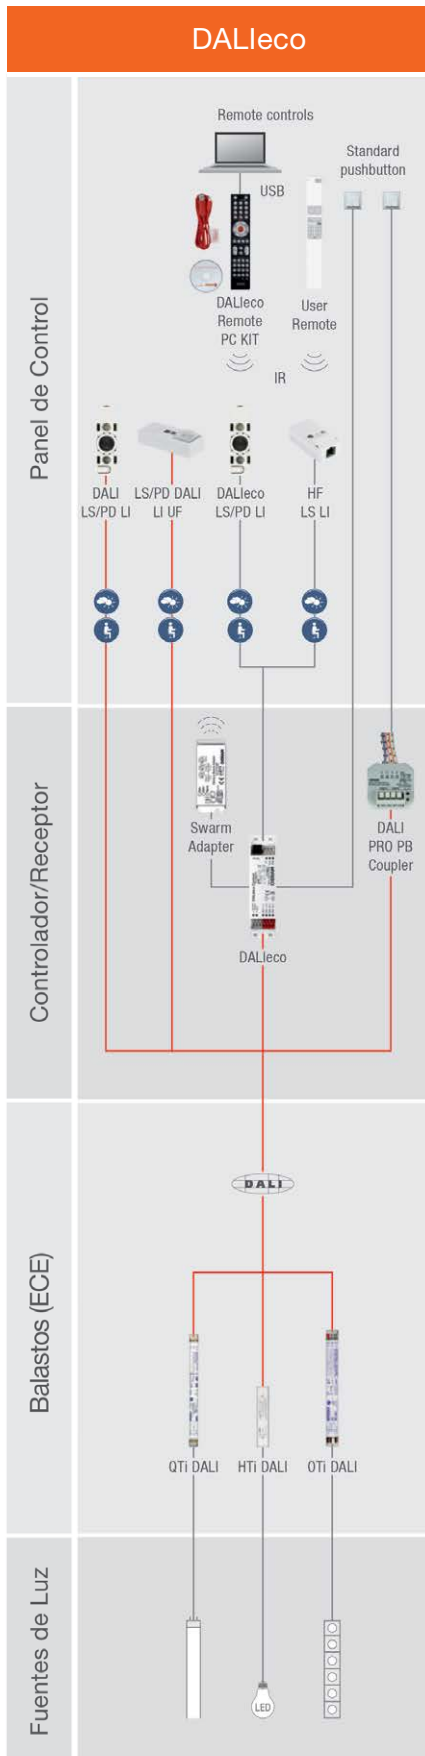 DALIeco
Panel de Control
Remote controls
Standard
pushbutton
USB
DALIeco
Remote
PC KIT
User
Remote
IR
DALI
LS/PD LI
LS/PD DALI
LI UF
DALIeco
LS/PD LI
HF
LS LI
Controlador/Receptor
Swarm
Adapter
DALI
PRO PB
Coupler
DALIeco
Balastos (ECE)
DALI
QTi DALI
HTi DALI
OTi DALI
Fuentes de Luz
LED